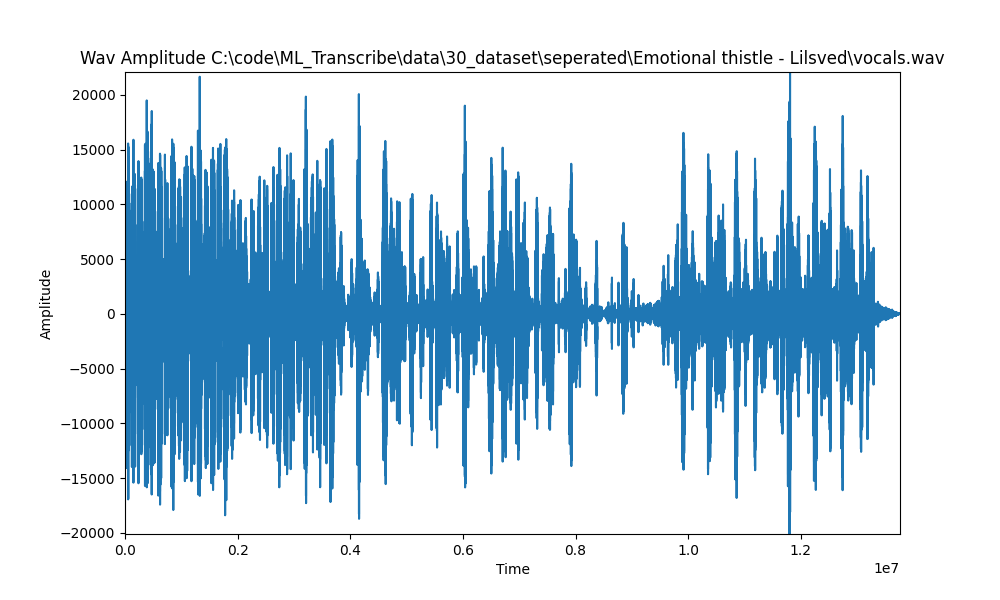 Wav Amplitude C:\code\ML_Transcribe\data\30_dataset\seperated\Emotional thistle - Lilsved\vocals.wav
20000
15000
10000
5000
0
−5000
−10000
−15000
−20000
Amplitude
0.0 0.2 0.4 0.6 0.8 1.0 1.2
1e7
Time